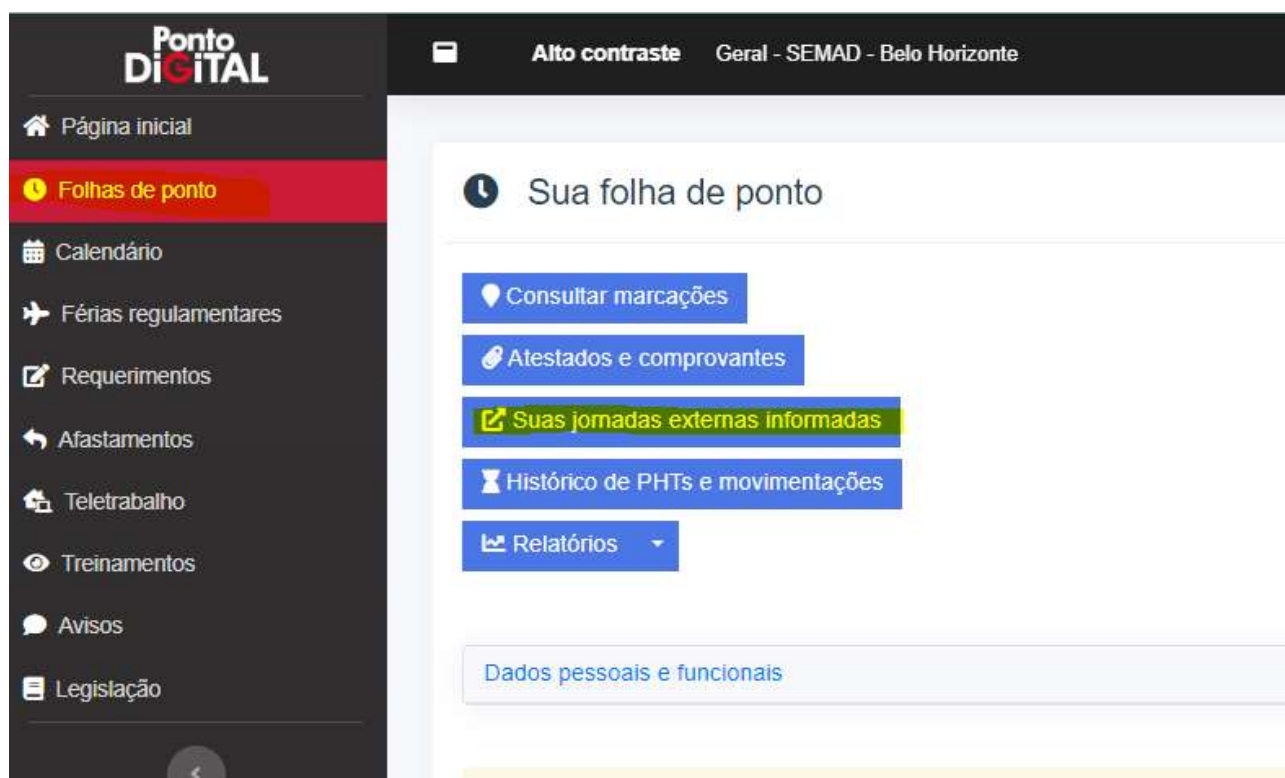 Ponto
DiGiTAL
Alto contraste Geral - SEMAD - Belo Horizonte
Página inicial
Folhas de ponto
Calendário
Férias regulamentares
Requerimentos
Afastamentos
Teletrabalho
Treinamentos
Avisos
Legislação
Sua folha de ponto
Consultar marcações
Atestados e comprovantes
Suas jornadas externas informadas
Histórico de PHTs e movimentações
Relatórios
Dados pessoais e funcionais